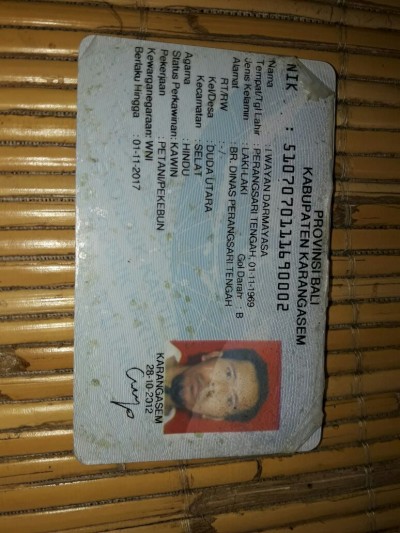 PROVINSI BALI
KABUPATEN KARANGASEM
NIK : 5107070111690002
Nama : I WAYAN DARMAYASA
Tempat/Tgl Lahir : PERANGSARI TENGAH, 01-11-1969
Jenis Kelamin : LAKI-LAKI Gol Darah : B
Alamat : BR. DINAS PERANGSARI TENGAH
RT/RW : -/-
Kel/Desa : DUDA UTARA
Kecamatan : SELAT
Agama : HINDU
Status Perkawinan: KAWIN
Pekerjaan : PETANI/PEKEBUN
Kewarganegaraan: WNI
Berlaku Hingga : 01-11-2017
KARANGASEM
28-10-2012